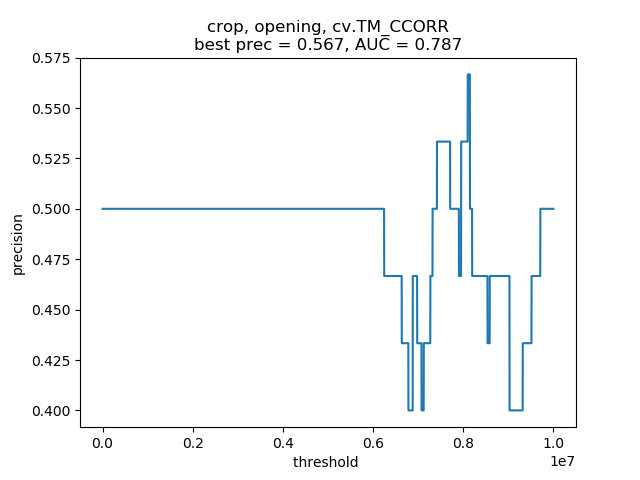 crop, opening, cv.TM_CCORR
best prec = 0.567, AUC = 0.787
0.575
0.550
0.525
0.500
0.475
0.450
0.425
0.400
precision
0.0
0.2
0.4
0.6
0.8
1.0
1e7
threshold